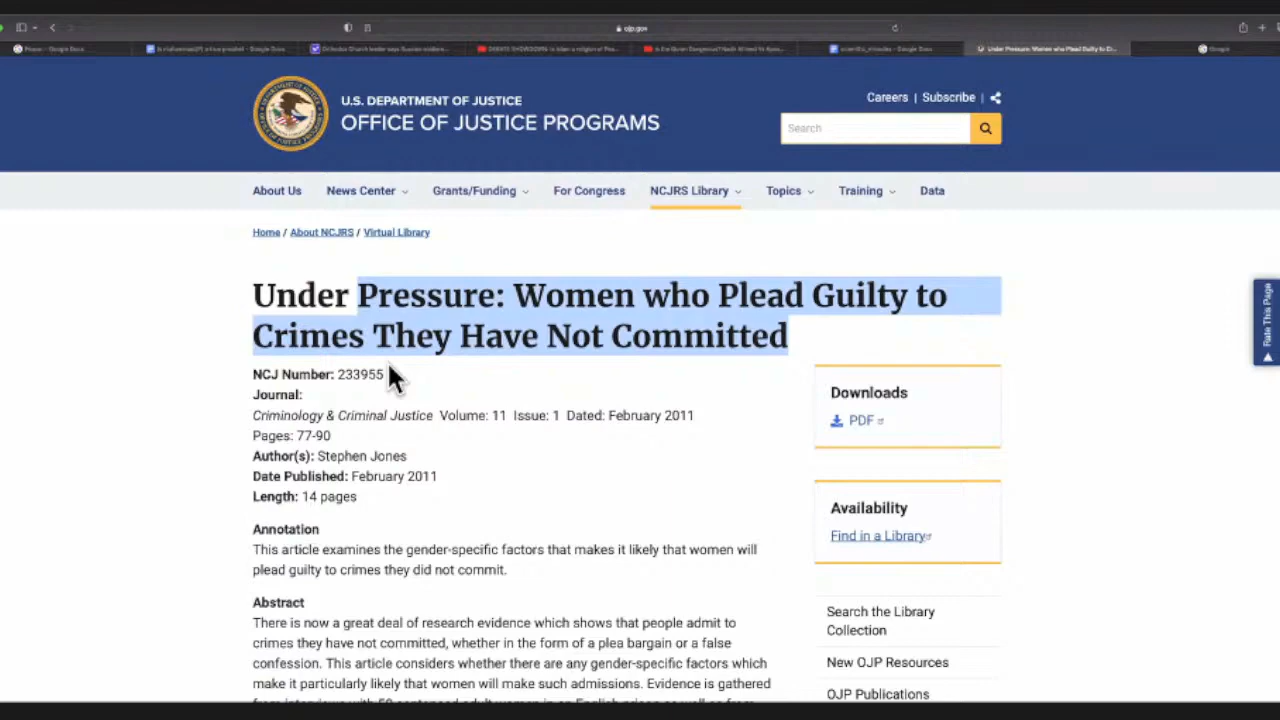 ojp.gov
U.S. DEPARTMENT OF JUSTICE
OFFICE OF JUSTICE PROGRAMS
Careers | Subscribe |
Search
About Us News Center Grants/Funding For Congress NCJRS Library Topics Training Data
Home / About NCJRS / Virtual Library
Under Pressure: Women who Plead Guilty to
Crimes They Have Not Committed
Rate This Page
NCJ Number: 233955
Journal:
Criminology & Criminal Justice Volume: 11 Issue: 1 Dated: February 2011
Pages: 77-90
Author(s): Stephen Jones
Date Published: February 2011
Length: 14 pages
Downloads
PDF
Availability
Find in a Library
Annotation
This article examines the gender-specific factors that makes it likely that women will
plead guilty to crimes they did not commit.
Abstract
There is now a great deal of research evidence which shows that people admit to
crimes they have not committed, whether in the form of a plea bargain or a false
confession. This article considers whether there are any gender-specific factors which
make it particularly likely that women will make such admissions. Evidence is gathered
Search the Library
Collection
New OJP Resources
OJP Publications